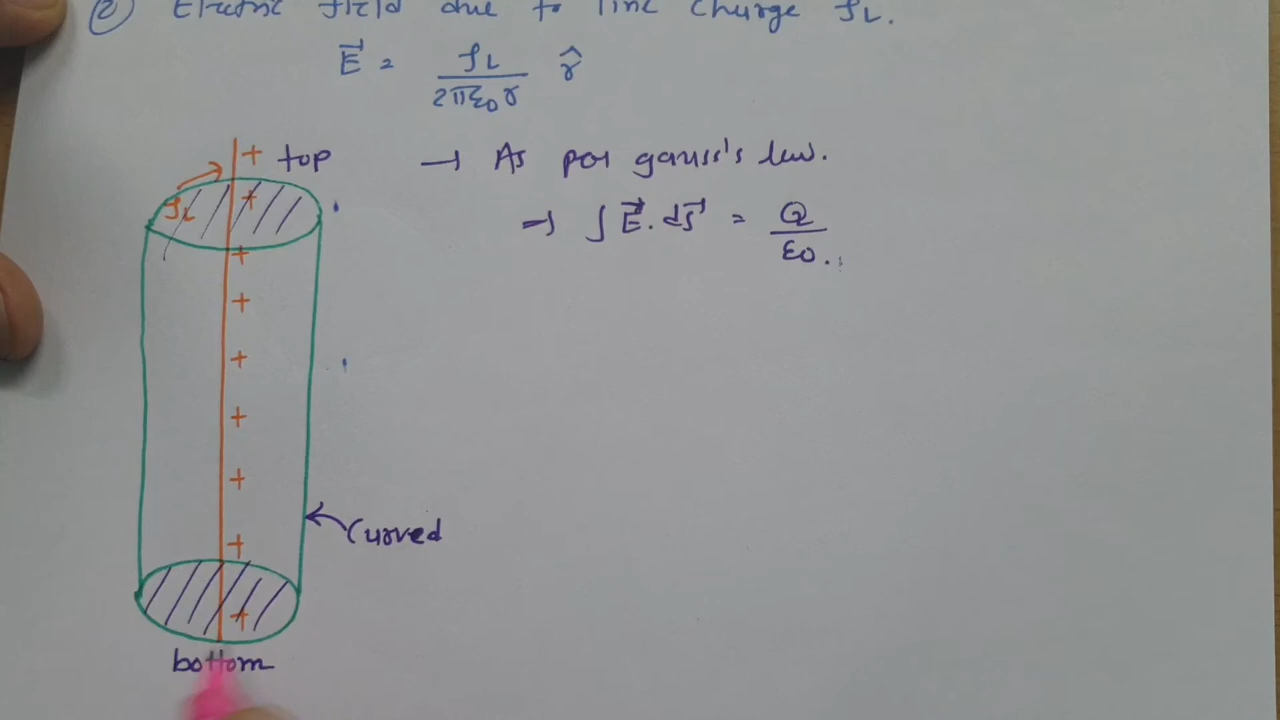 ② Electric field due to line charge ρL.
E⃗ = ρL / 2πε0r r̂
+ top → As per gauss's law.
ρL +
→ ∫ E⃗ . ds⃗ = Q / ε0 .
+
+
+
+
+
+
Curved
+
bottom